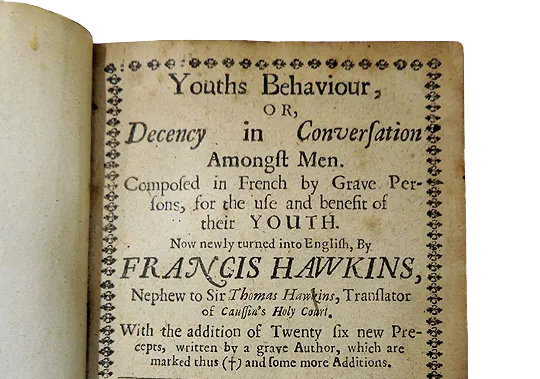 Youths Behaviour,
OR,
Decency in Converſation
Amongſt Men.
Compoſed in French by Grave Per-
ſons, for the uſe and benefit of
their YOUTH.
Now newly turned into Engliſh, By
FRANCIS HAWKINS,
Nephew to Sir Thomas Hawkins, Tranſlator
of Cauſſin's Holy Court.
With the addition of Twenty ſix new Pre-
cepts, written by a grave Author, which are
marked thus (†) and ſome more Additions.